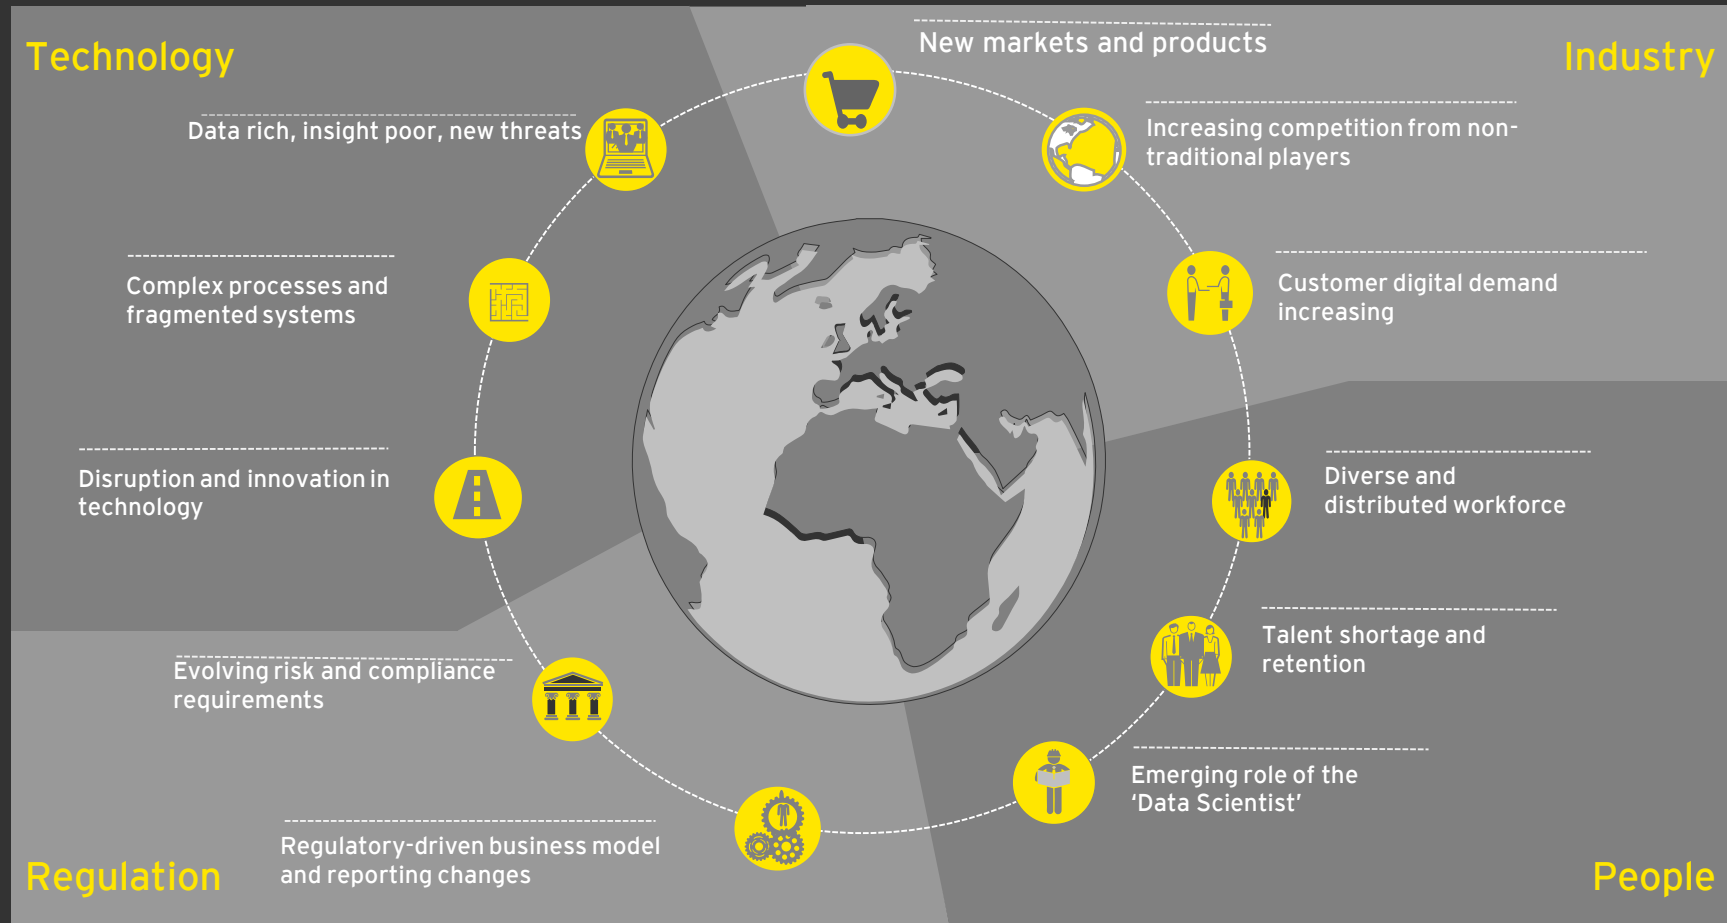 Technology
Data rich, insight poor, new threats
Complex processes and
fragmented systems
Disruption and innovation in
technology
New markets and products
Industry
Increasing competition from non-
traditional players
Customer digital demand
increasing
Diverse and
distributed workforce
Talent shortage and
retention
Emerging role of the
‘Data Scientist’
People
Evolving risk and compliance
requirements
Regulatory-driven business model
and reporting changes
Regulation